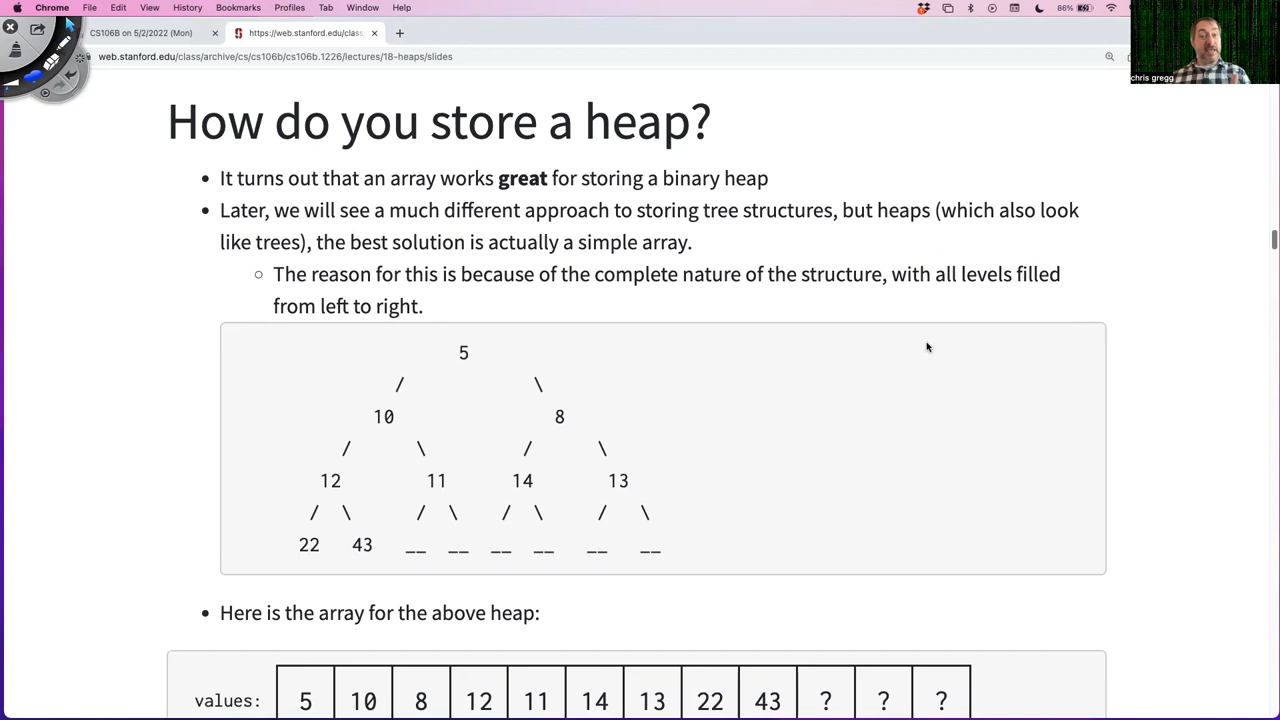 Chrome File Edit View History Bookmarks Profiles Tab Window Help 86%
CS106B on 5/2/2022 (Mon) × https://web.stanford.edu/class × +
web.stanford.edu/class/archive/cs/cs106b/cs106b.1226/lectures/18-heaps/slides
chris gregg
How do you store a heap?
• It turns out that an array works great for storing a binary heap
• Later, we will see a much different approach to storing tree structures, but heaps (which also look
like trees), the best solution is actually a simple array.
◦ The reason for this is because of the complete nature of the structure, with all levels filled
from left to right.
5
/ \
10 8
/ \ / \
12 11 14 13
/ \ / \ / \ / \
22 43 __ __ __ __ __ __
• Here is the array for the above heap:
values: 5 10 8 12 11 14 13 22 43 ? ? ?